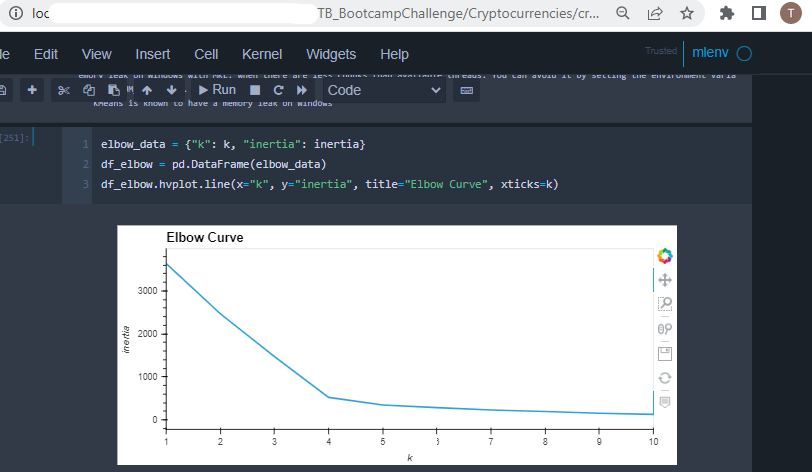 loc TB_BootcampChallenge/Cryptocurrencies/cr...
T
le Edit View Insert Cell Kernel Widgets Help Trusted mlenv
emory leak on Windows with MKL, when there are less chunks than available threads. You can avoid it by setting the environment varia
Run Code
KMeans is known to have a memory leak on Windows
[251]:
1 elbow_data = {"k": k, "inertia": inertia}
2 df_elbow = pd.DataFrame(elbow_data)
3 df_elbow.hvplot.line(x="k", y="inertia", title="Elbow Curve", xticks=k)
Elbow Curve
3000
2000
1000
0
inertia
1 2 3 4 5 6 7 8 9 10
k